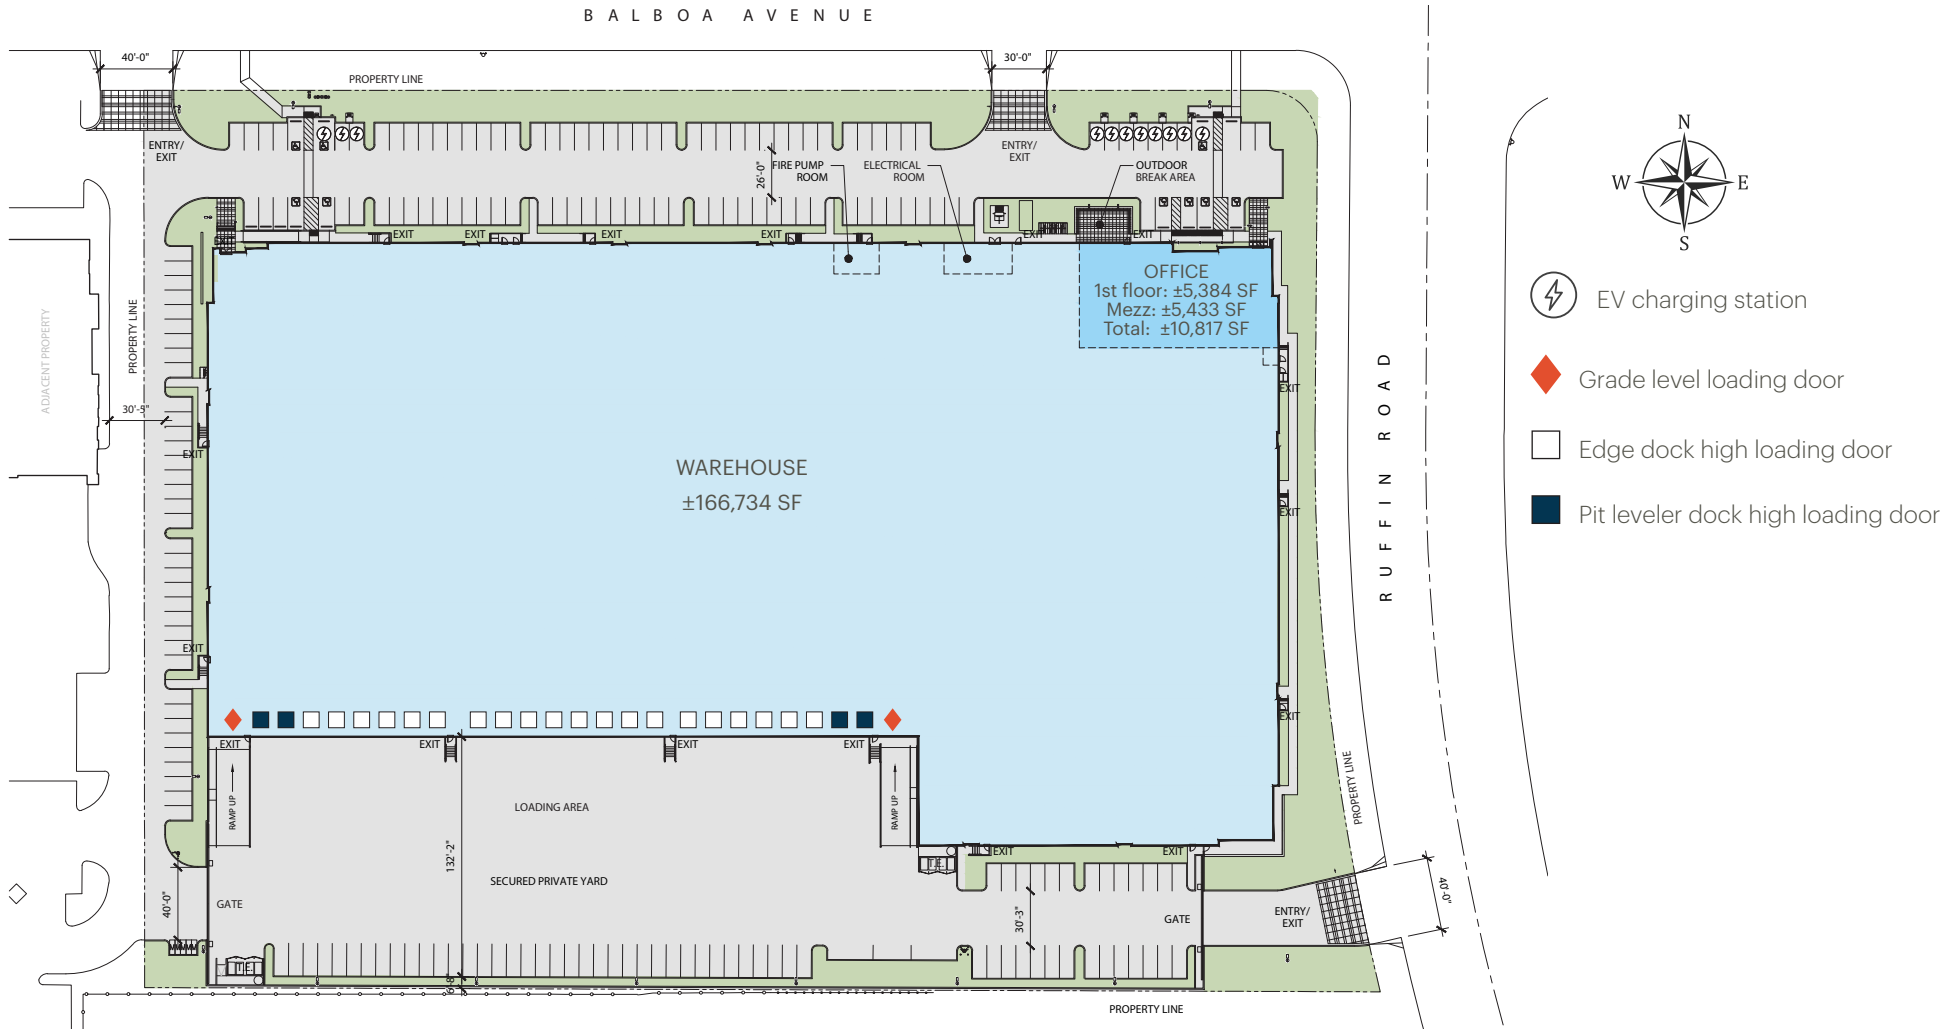 BALBOA AVENUE
40'-0"
30'-0"
PROPERTY LINE
ENTRY/
EXIT
ENTRY/
EXIT
26'-0"
FIRE PUMP
ROOM
ELECTRICAL
ROOM
OUTDOOR
BREAK AREA
EXIT
EXIT
EXIT
EXIT
EXIT
EXIT
OFFICE
1st floor: ±5,384 SF
Mezz: ±5,433 SF
Total: ±10,817 SF
N
W
E
S
EV charging station
Grade level loading door
Edge dock high loading door
Pit leveler dock high loading door
ADJACENT PROPERTY
PROPERTY LINE
30'-5"
EXIT
EXIT
WAREHOUSE
±166,734 SF
EXIT
EXIT
EXIT
RUFFIN ROAD
PROPERTY LINE
EXIT
EXIT
EXIT
EXIT
RAMP UP
RAMP UP
LOADING AREA
132'-2"
SECURED PRIVATE YARD
40'-0"
GATE
T.E.
T.E.
EXIT
EXIT
30'-3"
GATE
ENTRY/
EXIT
40'-0"
PROPERTY LINE